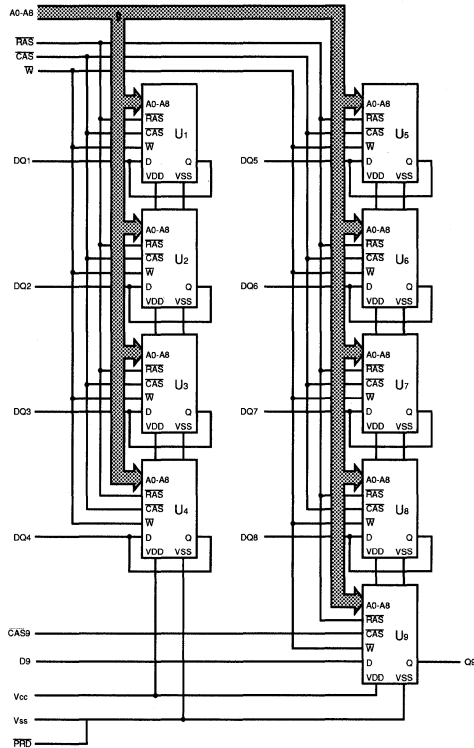 A0-A8
RAS
CAS
W
A0-A8
RAS
CAS
W
D Q
VDD VSS
U1
DQ1
A0-A8
RAS
CAS
W
D Q
VDD VSS
U2
DQ2
A0-A8
RAS
CAS
W
D Q
VDD VSS
U3
DQ3
A0-A8
RAS
CAS
W
D Q
VDD VSS
U4
DQ4
A0-A8
RAS
CAS
W
D Q
VDD VSS
U5
DQ5
A0-A8
RAS
CAS
W
D Q
VDD VSS
U6
DQ6
A0-A8
RAS
CAS
W
D Q
VDD VSS
U7
DQ7
A0-A8
RAS
CAS
W
D Q
VDD VSS
U8
DQ8
A0-A8
RAS
CAS
W
D Q
VDD VSS
U9
CAS9
D9
Q9
Vcc
Vss
PRD